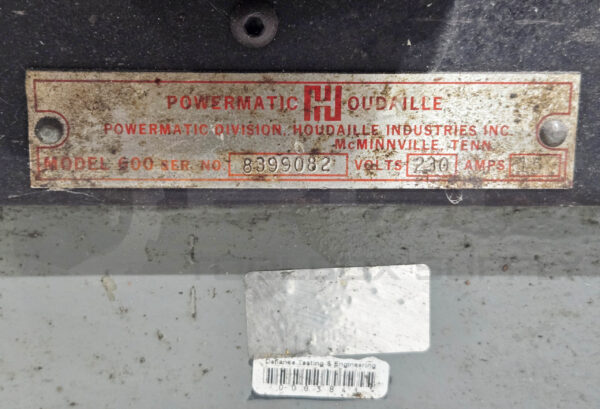 POWERMATIC HOUDAILLE
POWERMATIC DIVISION, HOUDAILLE INDUSTRIES INC.
McMINNVILLE, TENN.
MODEL 600 SER. NO. 8399082 VOLTS 230 AMPS
Defiance Testing & Engineering